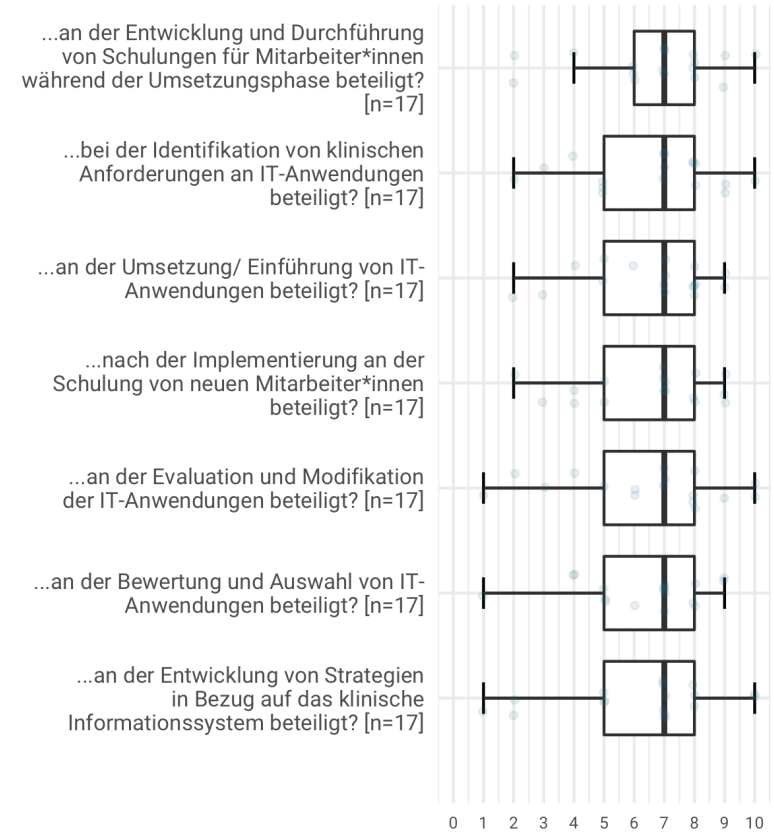 ...an der Entwicklung und Durchführung
von Schulungen für Mitarbeiter*innen
während der Umsetzungsphase beteiligt?
[n=17]
...bei der Identifikation von klinischen
Anforderungen an IT-Anwendungen
beteiligt? [n=17]
...an der Umsetzung/ Einführung von IT-
Anwendungen beteiligt? [n=17]
...nach der Implementierung an der
Schulung von neuen Mitarbeiter*innen
beteiligt? [n=17]
...an der Evaluation und Modifikation
der IT-Anwendungen beteiligt? [n=17]
...an der Bewertung und Auswahl von IT-
Anwendungen beteiligt? [n=17]
...an der Entwicklung von Strategien
in Bezug auf das klinische
Informationssystem beteiligt? [n=17]
0 1 2 3 4 5 6 7 8 9 10